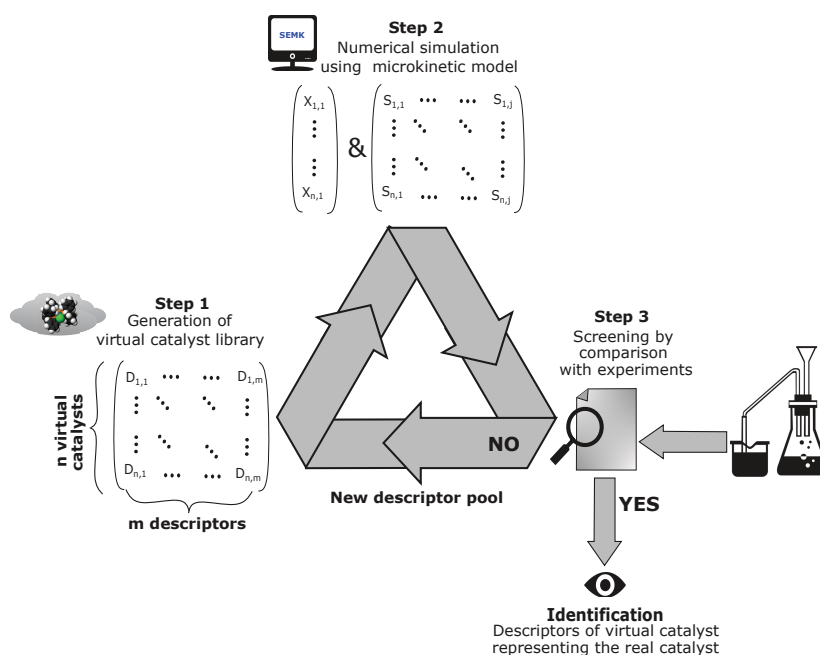 SEMK
Step 2
Numerical simulation
using microkinetic model
X1,1
Xn,1
&
S1,1 ··· ··· S1,j
Sn,1 ··· ··· Sn,j
Step 1
Generation of
virtual catalyst library
n virtual
catalysts
D1,1 ··· ··· D1,m
Dn,1 ··· ··· Dn,m
m descriptors
NO
New descriptor pool
Step 3
Screening by
comparison
with experiments
YES
Identification
Descriptors of virtual catalyst
representing the real catalyst